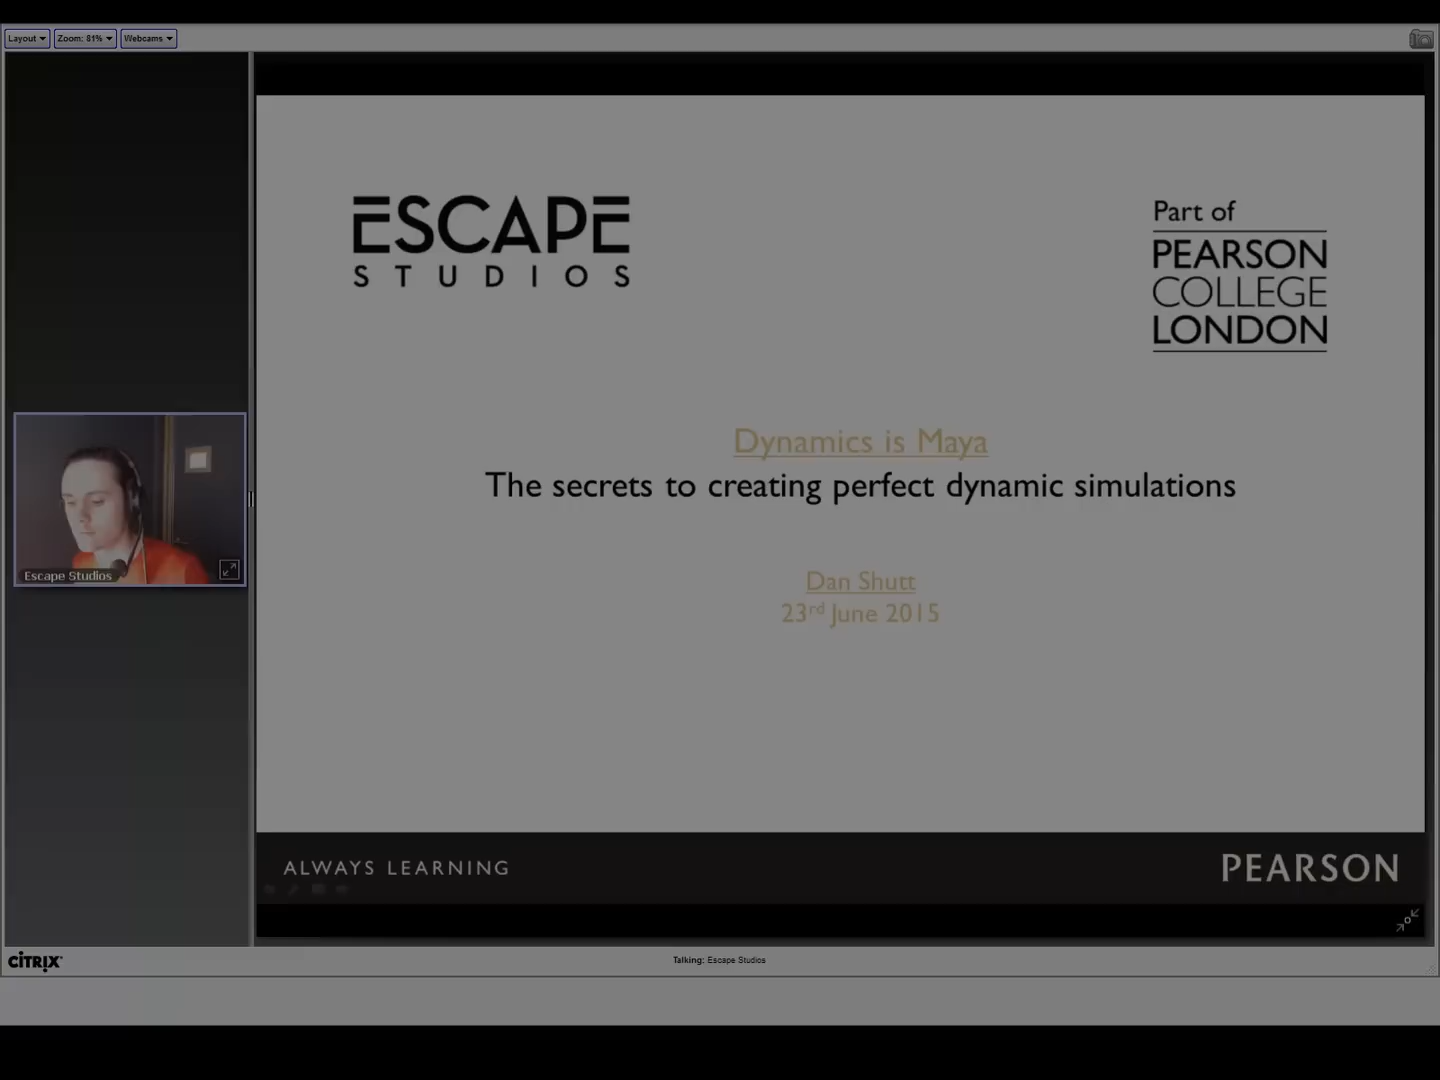 Layout
Zoom: 81%
Webcams
ESCAPE
STUDIOS
Part of
PEARSON
COLLEGE
LONDON
Dynamics is Maya
The secrets to creating perfect dynamic simulations
Dan Shutt
23rd June 2015
Escape Studios
ALWAYS LEARNING
PEARSON
CITRIX
Talking: Escape Studios